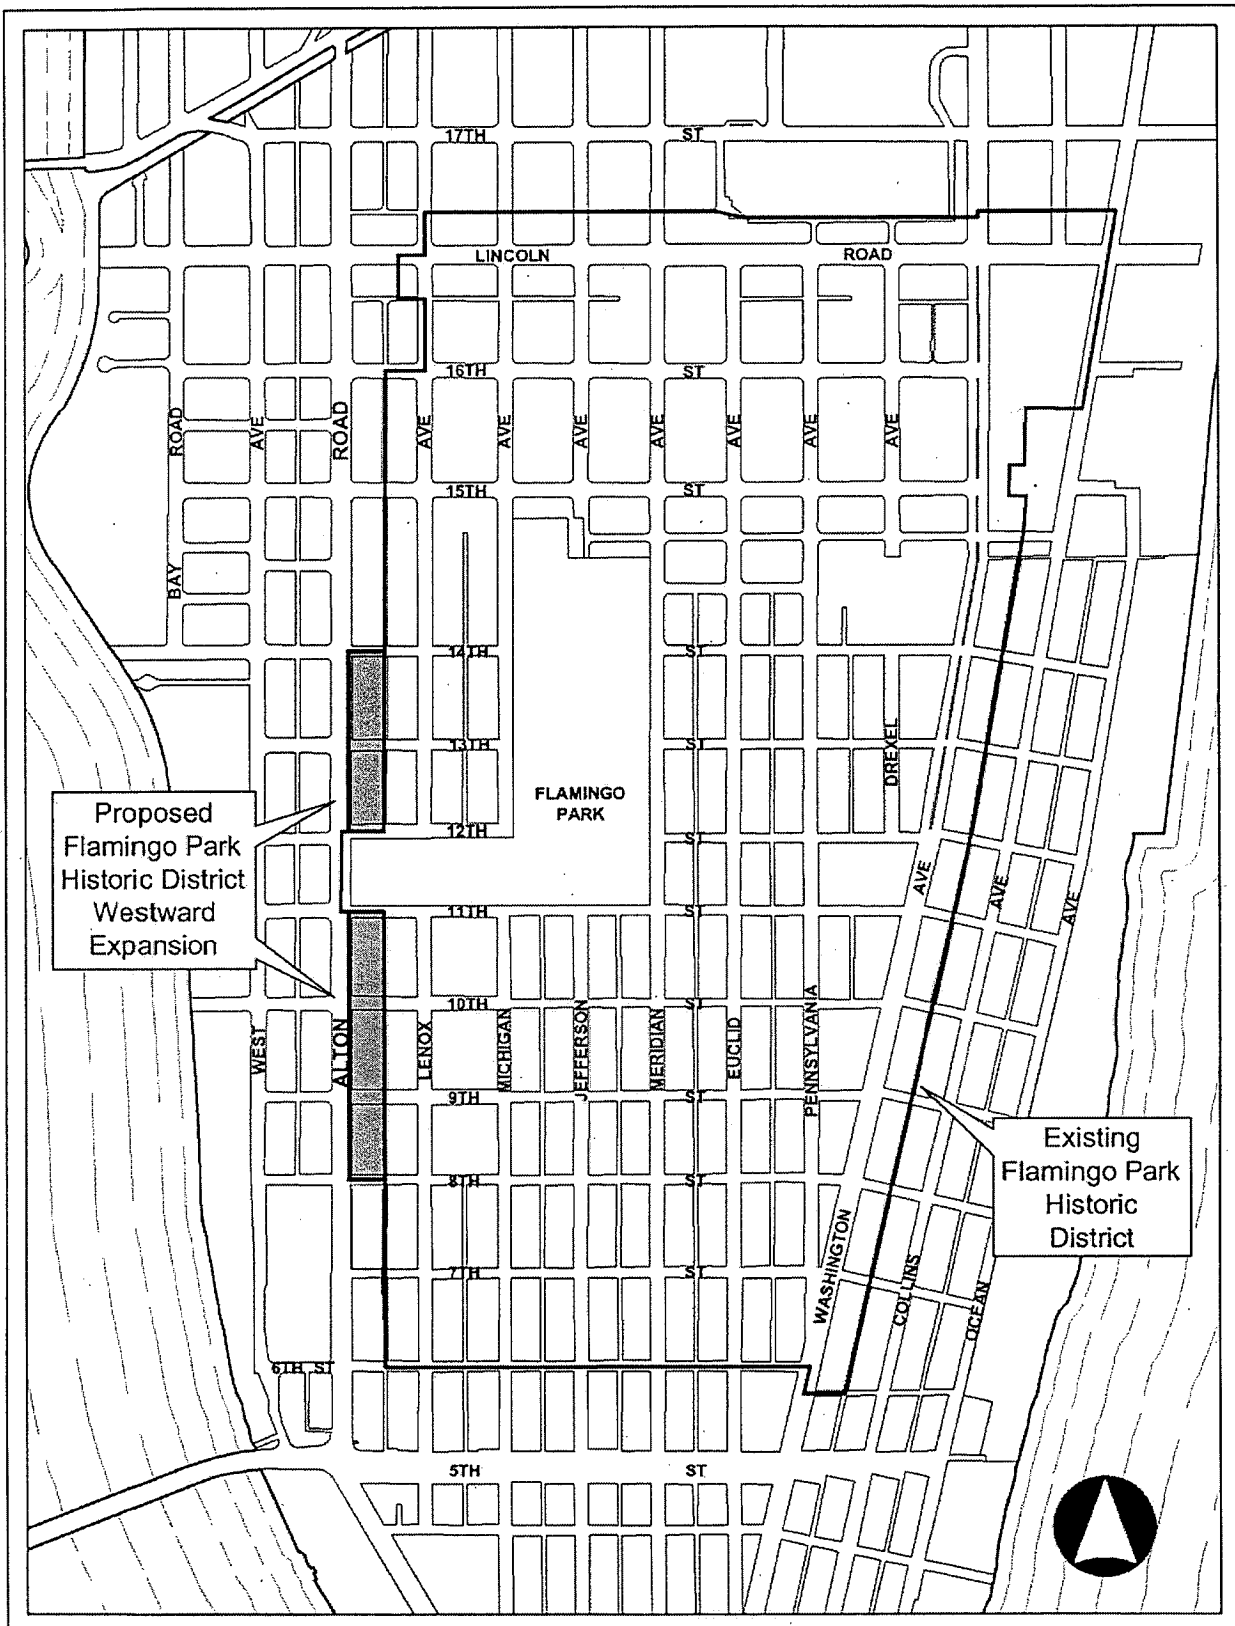 17TH ST
LINCOLN ROAD
16TH ST
ROAD
AVE
ROAD
AVE
AVE
AVE
AVE
AVE
AVE
AVE
15TH ST
BAY
14TH ST
13TH ST
DREXEL
FLAMINGO
PARK
Proposed
Flamingo Park
Historic District
Westward
Expansion
12TH ST
AVE
AVE
AVE
11TH ST
10TH ST
WEST
ALTON
LENOX
MICHIGAN
JEFFERSON
MERIDIAN
EUCLID
PENNSYLVANIA
9TH ST
Existing
Flamingo Park
Historic
District
8TH ST
WASHINGTON
COLLINS
OCEAN
7TH ST
6TH ST
5TH ST